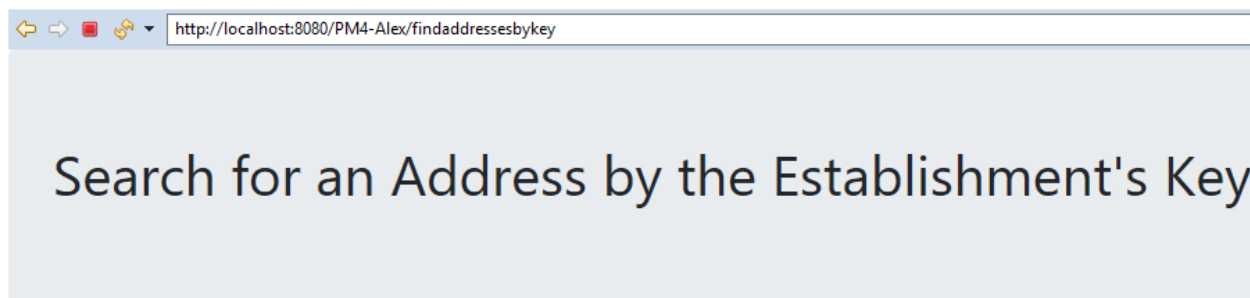 http://localhost:8080/PM4-Alex/findaddressesbykey
Search for an Address by the Establishment's Key